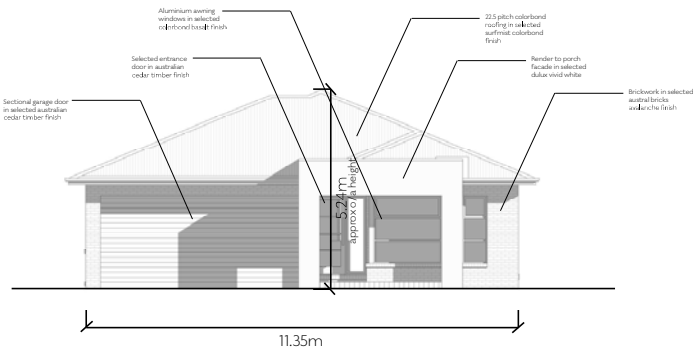 Aluminium awning
windows in selected
colorbond basalt finish
22.5 pitch colorbond
roofing in selected
surfmist colorbond
finish
Selected entrance
door in australian
cedar timber finish
Render to porch
facade in selected
dulux vivid white
Sectional garage door
in selected australian
cedar timber finish
Brickwork in selected
austral bricks
avalanche finish
5.24m
approx o/a height
11.35m